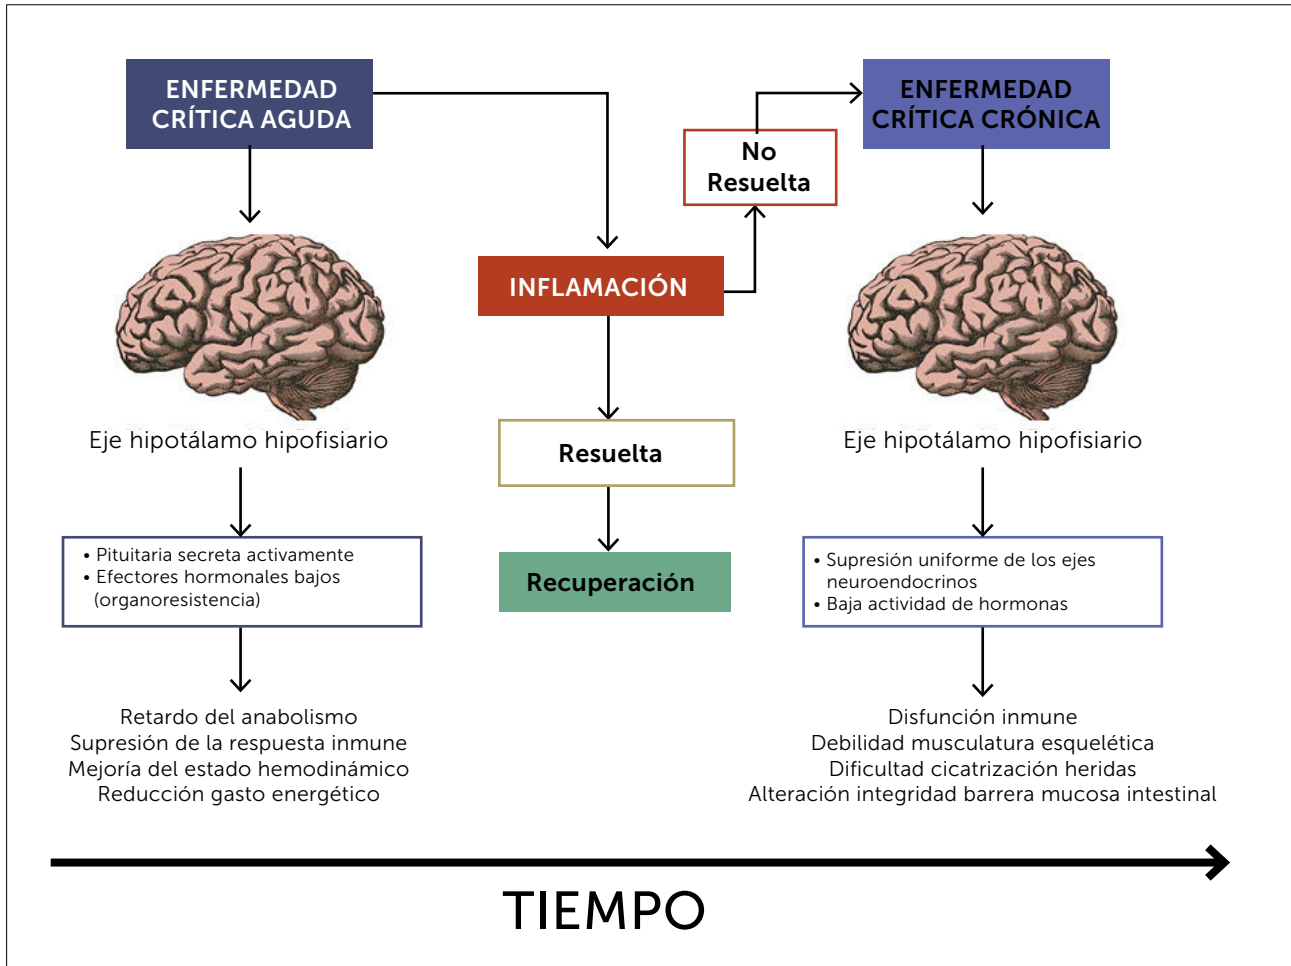 ENFERMEDAD
CRÍTICA AGUDA
Eje hipotálamo hipofisiario
• Pituitaria secreta activamente
• Efectores hormonales bajos
(organoresistencia)
Retardo del anabolismo
Supresión de la respuesta inmune
Mejoría del estado hemodinámico
Reducción gasto energético
INFLAMACIÓN
Resuelta
Recuperación
No
Resuelta
ENFERMEDAD
CRÍTICA CRÓNICA
Eje hipotálamo hipofisiario
• Supresión uniforme de los ejes
neuroendocrinos
• Baja actividad de hormonas
Disfunción inmune
Debilidad musculatura esquelética
Dificultad cicatrización heridas
Alteración integridad barrera mucosa intestinal
TIEMPO